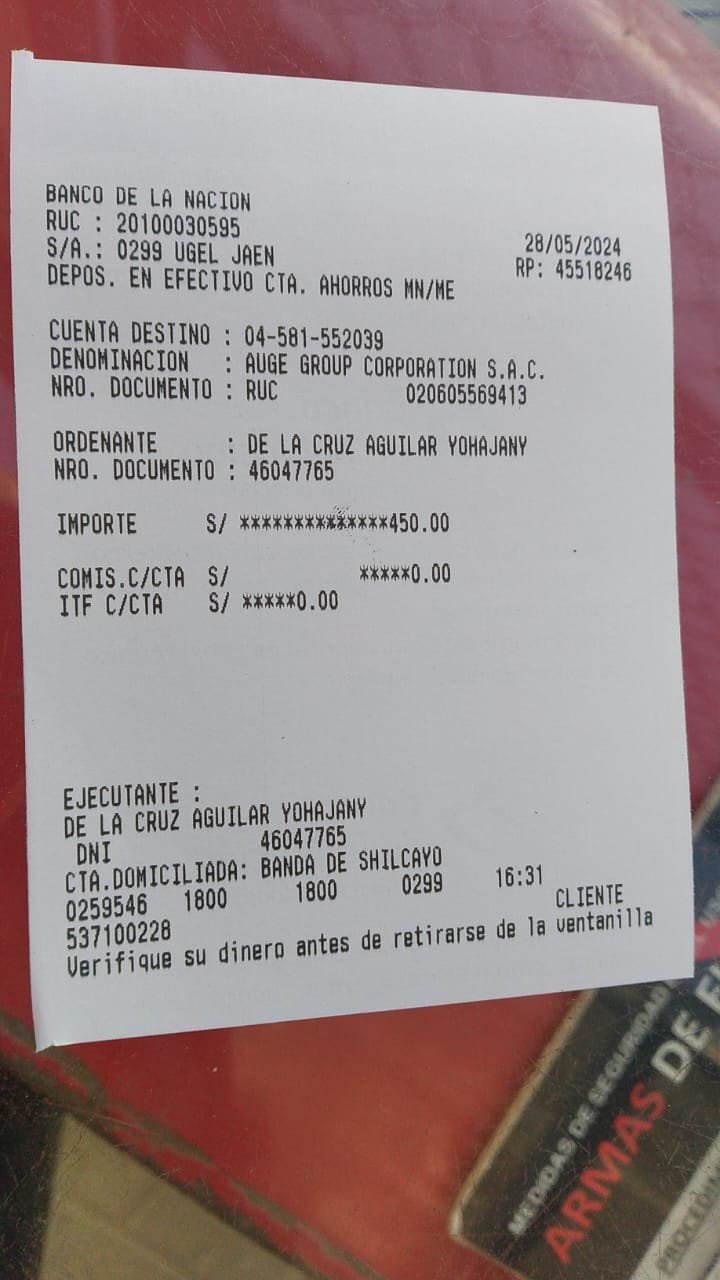 BANCO DE LA NACION
RUC : 20100030595
S/A.: 0299 UGEL JAEN 28/05/2024
DEPOS. EN EFECTIVO CTA. AHORROS MN/ME RP: 45518246
CUENTA DESTINO : 04-581-552039
DENOMINACION : AUGE GROUP CORPORATION S.A.C.
NRO. DOCUMENTO : RUC 020605569413
ORDENANTE : DE LA CRUZ AGUILAR YOHAJANY
NRO. DOCUMENTO : 46047765
IMPORTE S/ **************450.00
COMIS.C/CTA S/ *****0.00
ITF C/CTA S/ *****0.00
EJECUTANTE :
DE LA CRUZ AGUILAR YOHAJANY
DNI 46047765
CTA.DOMICILIADA: BANDA DE SHILCAYO
0259546 1800 1800 0299 16:31
537100228 CLIENTE
Verifique su dinero antes de retirarse de la ventanilla
MEDIDAS DE SEGURIDAD
ARMAS DE